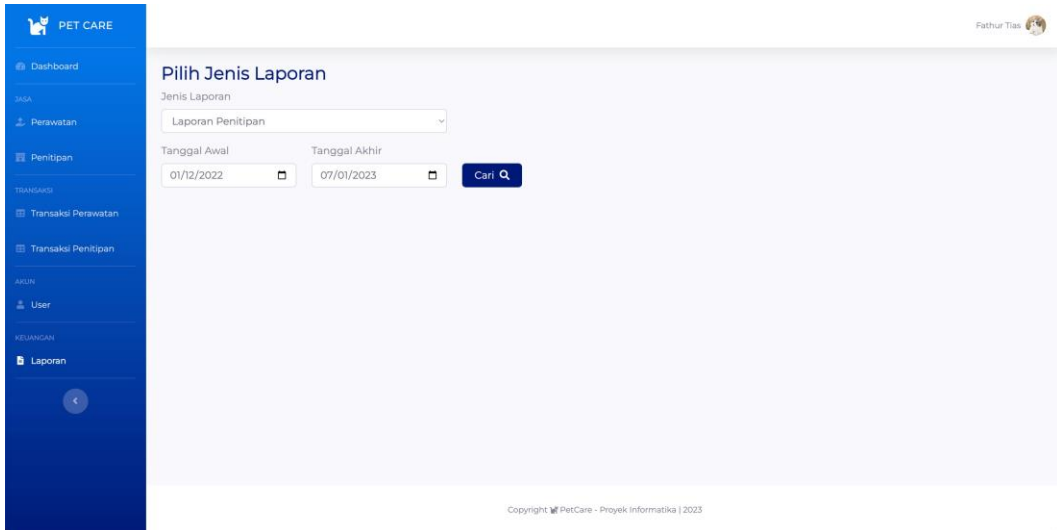 PET CARE
Fathur Tias
Dashboard
JASA
Perawatan
Penitipan
TRANSAKSI
Transaksi Perawatan
Transaksi Penitipan
AKUN
User
KEUANGAN
Laporan
Pilih Jenis Laporan
Jenis Laporan
Laporan Penitipan
Tanggal Awal Tanggal Akhir
01/12/2022 07/01/2023 Cari
Copyright PetCare - Proyek Informatika | 2023